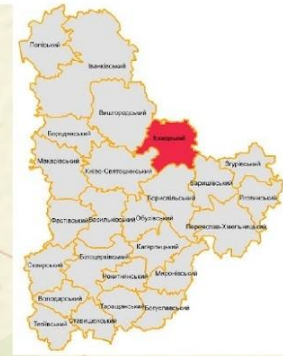 Поліський
Іванківський
Вишгородський
Броварський
Бородянський
Макарівський
Києво-Святошинський
Згурівський
Баришівський
Яготинський
Бориспільський
Переяслав-Хмельницький
Фастівський
Васильківський
Обухівський
Кагарлицький
Білоцерківський
Сквирський
Рокитнянський
Миронівський
Володарський
Таращанський
Богуславський
Ставищенський
Тетіївський